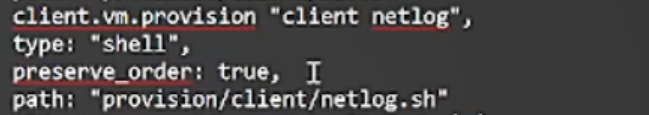 client.vm.provision "client netlog",
type: "shell",
preserve_order: true,
path: "provision/client/netlog.sh"